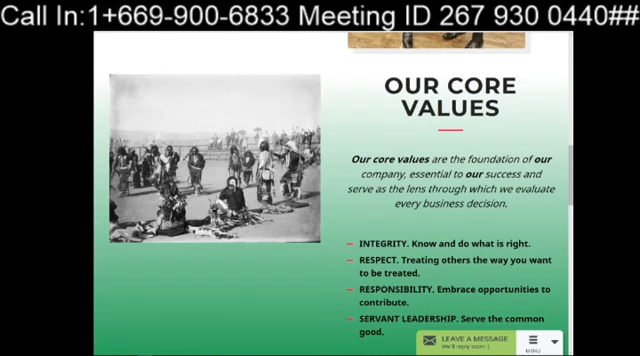 Call In:1+669-900-6833 Meeting ID 267 930 0440##
OUR CORE
VALUES
Our core values are the foundation of our
company, essential to our success and
serve as the lens through which we evaluate
every business decision.
INTEGRITY. Know and do what is right.
RESPECT. Treating others the way you want
to be treated.
RESPONSIBILITY. Embrace opportunities to
contribute.
SERVANT LEADERSHIP. Serve the common
good.
LEAVE A MESSAGE
We'll reply soon :)
MENU